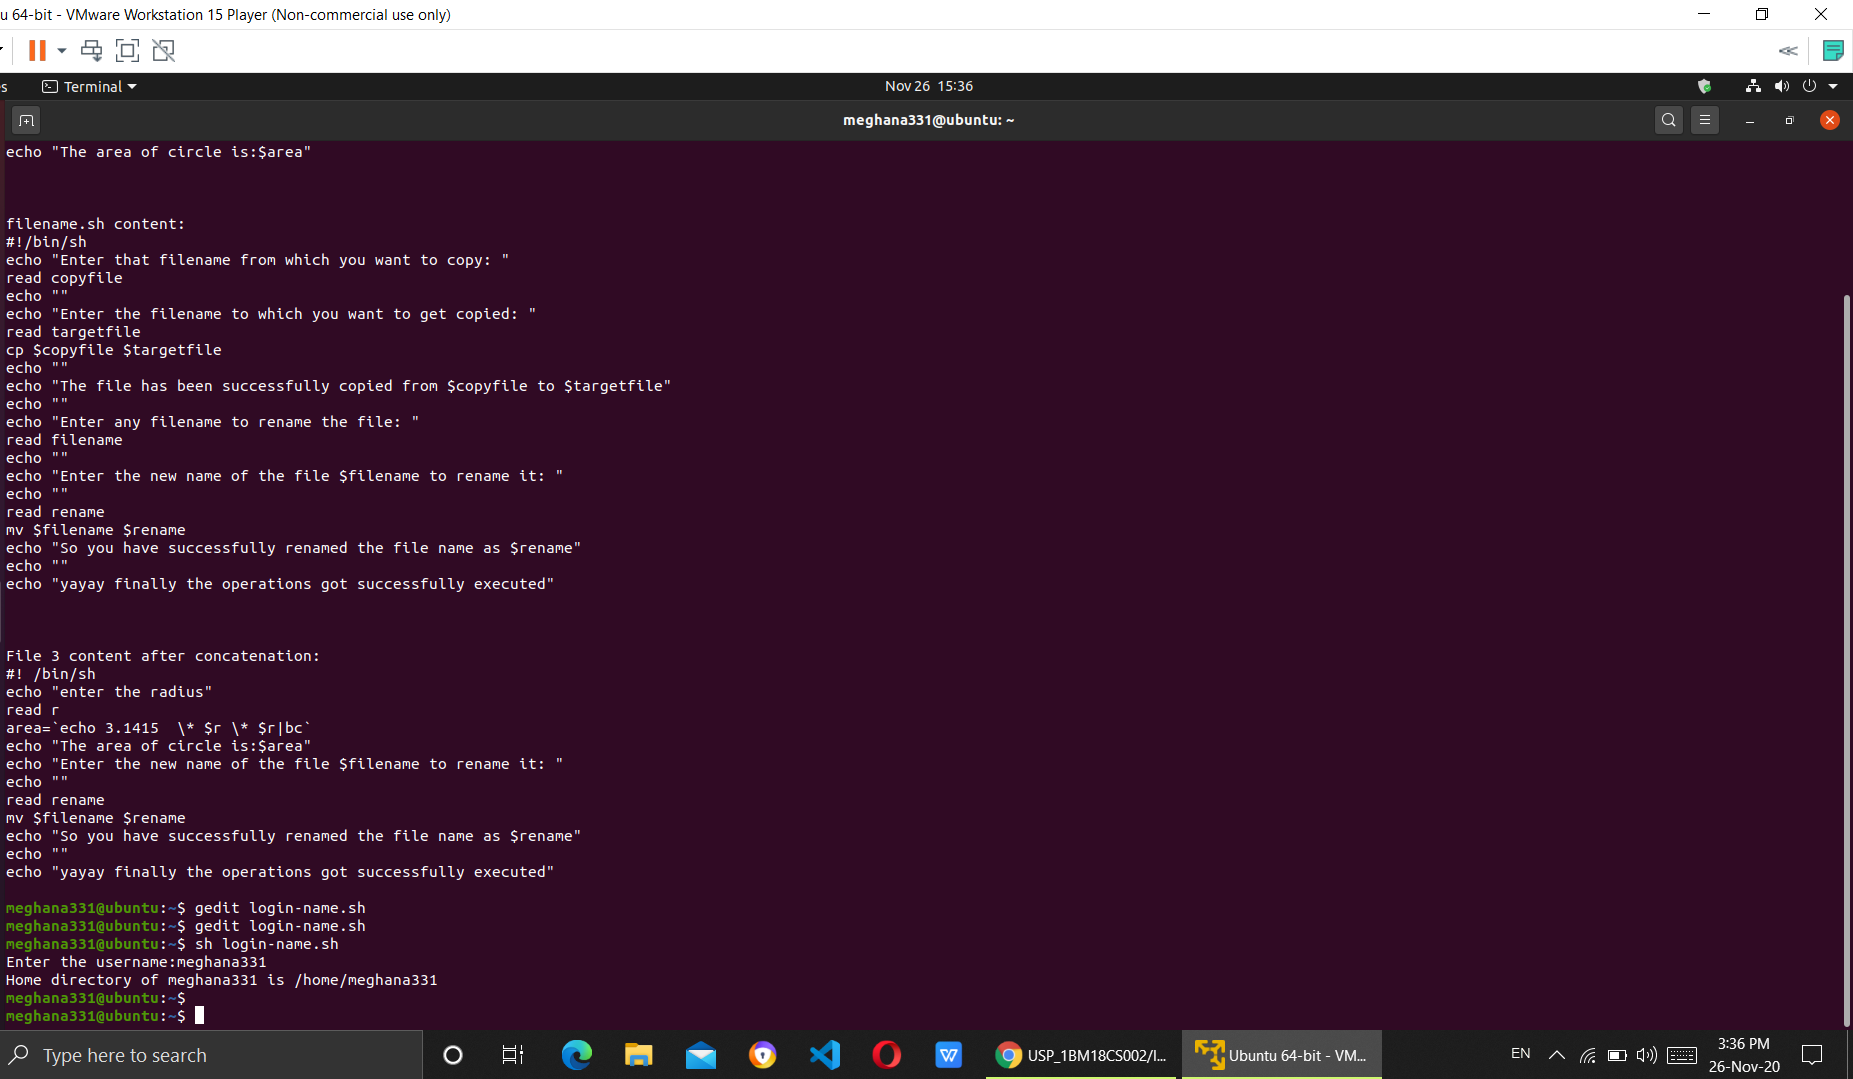 u 64-bit - VMware Workstation 15 Player (Non-commercial use only)
s Terminal Nov 26 15:36
meghana331@ubuntu: ~
echo "The area of circle is:$area"
filename.sh content:
#!/bin/sh
echo "Enter that filename from which you want to copy: "
read copyfile
echo ""
echo "Enter the filename to which you want to get copied: "
read targetfile
cp $copyfile $targetfile
echo ""
echo "The file has been successfully copied from $copyfile to $targetfile"
echo ""
echo "Enter any filename to rename the file: "
read filename
echo ""
echo "Enter the new name of the file $filename to rename it: "
echo ""
read rename
mv $filename $rename
echo "So you have successfully renamed the file name as $rename"
echo ""
echo "yayay finally the operations got successfully executed"
File 3 content after concatenation:
#! /bin/sh
echo "enter the radius"
read r
area=`echo 3.1415  \* $r \* $r|bc`
echo "The area of circle is:$area"
echo "Enter the new name of the file $filename to rename it: "
echo ""
read rename
mv $filename $rename
echo "So you have successfully renamed the file name as $rename"
echo ""
echo "yayay finally the operations got successfully executed"
meghana331@ubuntu:~$ gedit login-name.sh
meghana331@ubuntu:~$ gedit login-name.sh
meghana331@ubuntu:~$ sh login-name.sh
Enter the username:meghana331
Home directory of meghana331 is /home/meghana331
meghana331@ubuntu:~$
meghana331@ubuntu:~$
Type here to search USP_1BM18CS002/l... Ubuntu 64-bit - VM... EN 3:36 PM
26-Nov-20